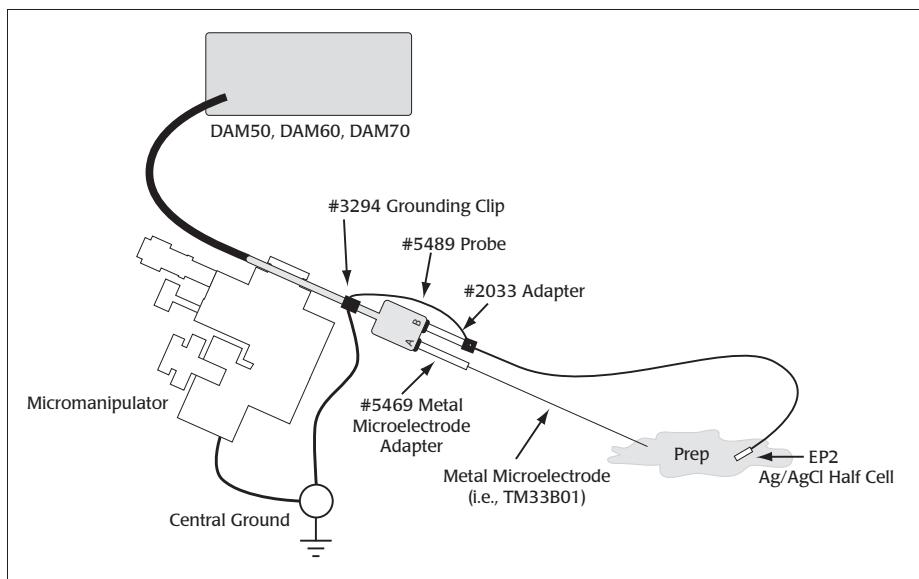 DAM50, DAM60, DAM70
#3294 Grounding Clip
#5489 Probe
#2033 Adapter
B
A
Micromanipulator
#5469 Metal
Microelectrode
Adapter
Metal Microelectrode
(i.e., TM33B01)
Prep
EP2
Ag/AgCl Half Cell
Central Ground